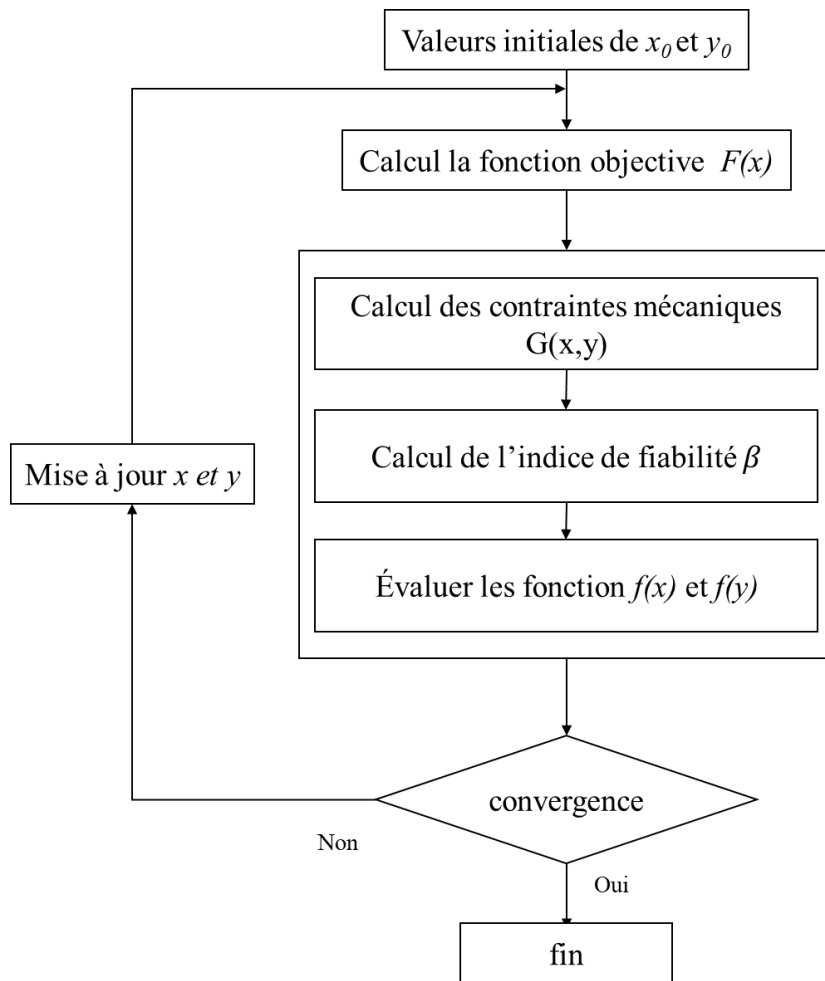 Valeurs initiales de x₀ et y₀
Calcul la fonction objective F(x)
Calcul des contraintes mécaniques
G(x,y)
Calcul de l’indice de fiabilité β
Évaluer les fonction f(x) et f(y)
Mise à jour x et y
convergence
Non
Oui
fin